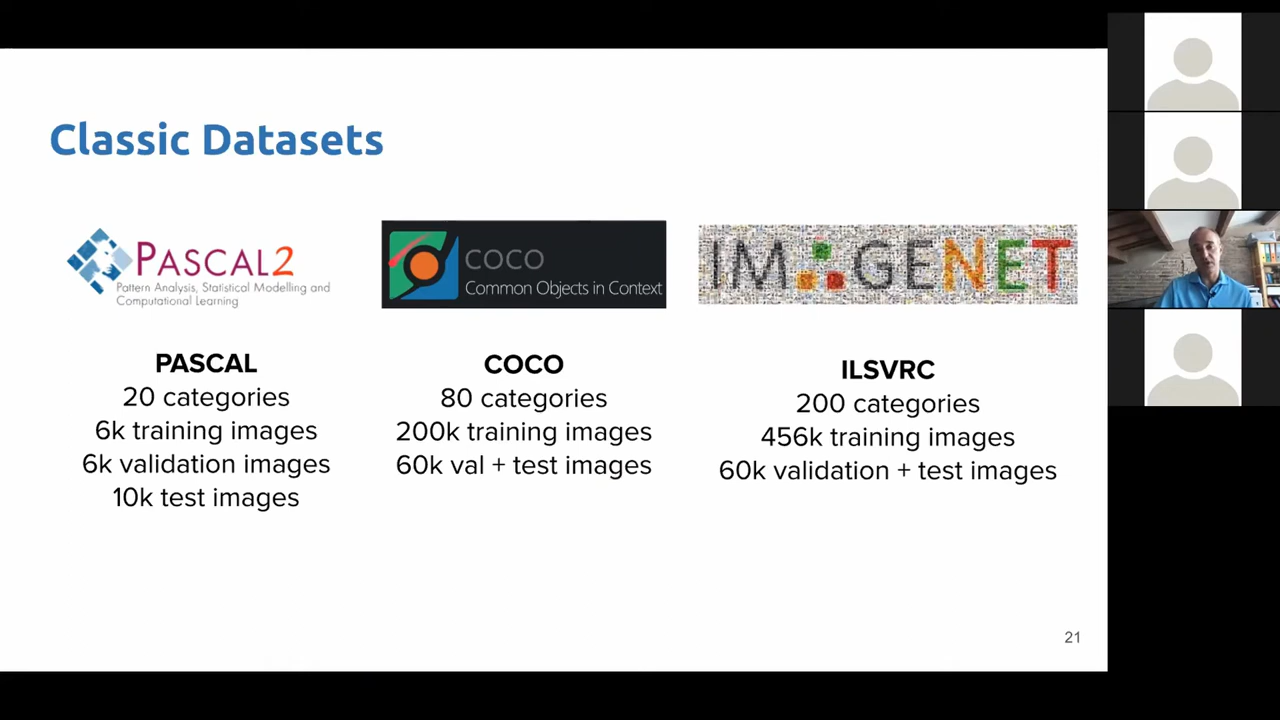 Classic Datasets
PASCAL2
Pattern Analysis, Statistical Modelling and
Computational Learning
COCO
Common Objects in Context
IMAGENET
PASCAL
20 categories
6k training images
6k validation images
10k test images
COCO
80 categories
200k training images
60k val + test images
ILSVRC
200 categories
456k training images
60k validation + test images
21